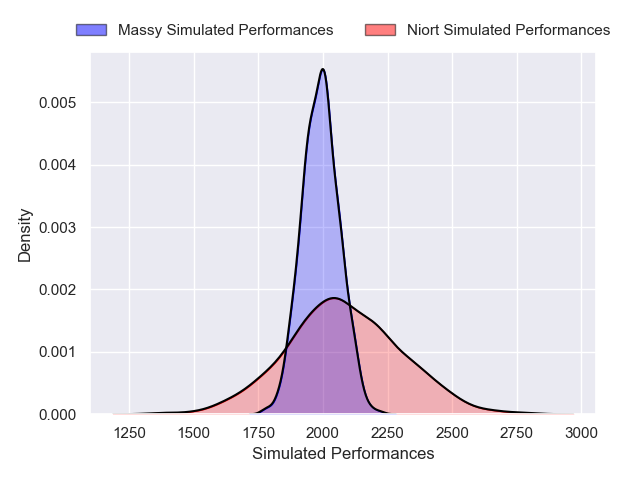 Massy Simulated Performances Niort Simulated Performances
0.005
0.004
0.003
0.002
0.001
0.000
Density
1250 1500 1750 2000 2250 2500 2750 3000
Simulated Performances